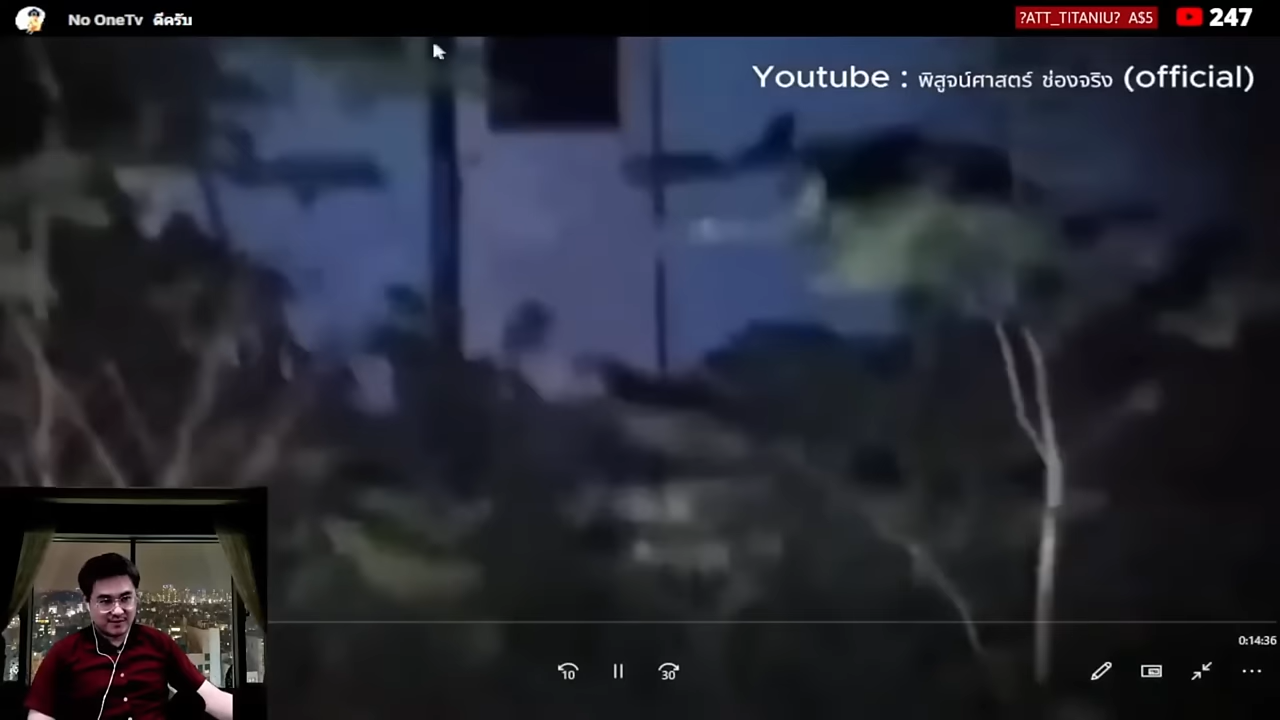 No OneTv ดีครับ
?ATT_TITANIU? A$5
247
Youtube : พิสูจน์ศาสตร์ ช่องจริง (official)
0:14:36
10
30